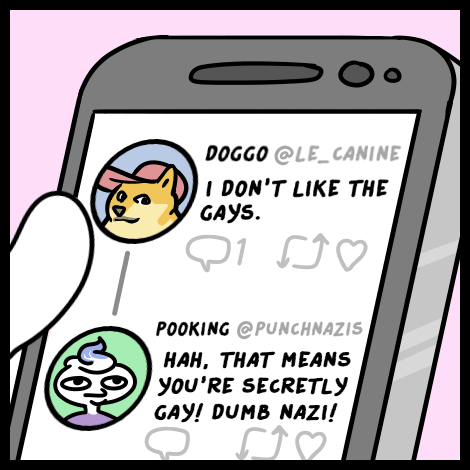 DOGGO @LE_CANINE
I DON'T LIKE THE
GAYS.
1
POOKING @PUNCHNAZIS
HAH, THAT MEANS
YOU'RE SECRETLY
GAY! DUMB NAZI!